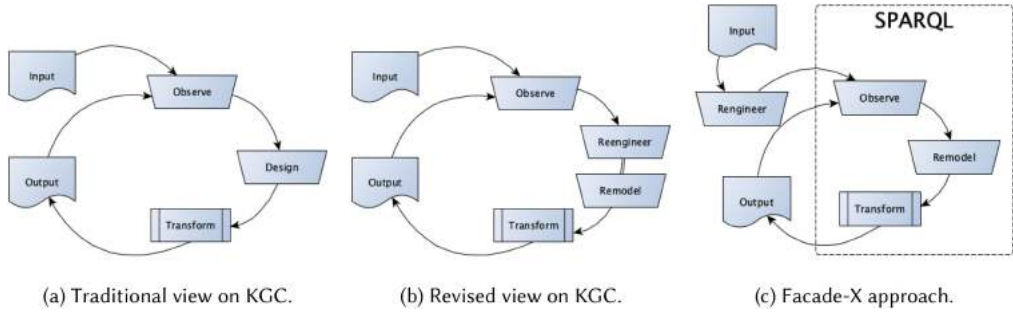 Input
Observe
Design
Transform
Output
(a) Traditional view on KGC.
Input
Observe
Reengineer
Remodel
Transform
Output
(b) Revised view on KGC.
SPARQL
Input
Rengineer
Observe
Remodel
Transform
Output
(c) Facade-X approach.